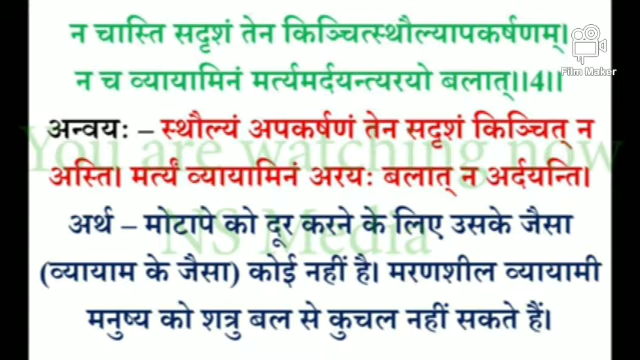 न चास्ति सदृशं तेन किञ्चित्स्थौल्यापकर्षणम्।
न च व्यायामिनं मर्त्यमर्दयन्त्यरयो बलात्।।4।।
अन्वयः – स्थौल्यं अपकर्षणं तेन सदृशं किञ्चित् न
अस्ति। मर्त्यं व्यायामिनं अरयः बलात् न अर्दयन्ति।
अर्थ – मोटापे को दूर करने के लिए उसके जैसा
(व्यायाम के जैसा) कोई नहीं है। मरणशील व्यायामी
मनुष्य को शत्रु बल से कुचल नहीं सकते हैं।
Film Maker
You are watching now
NS Media